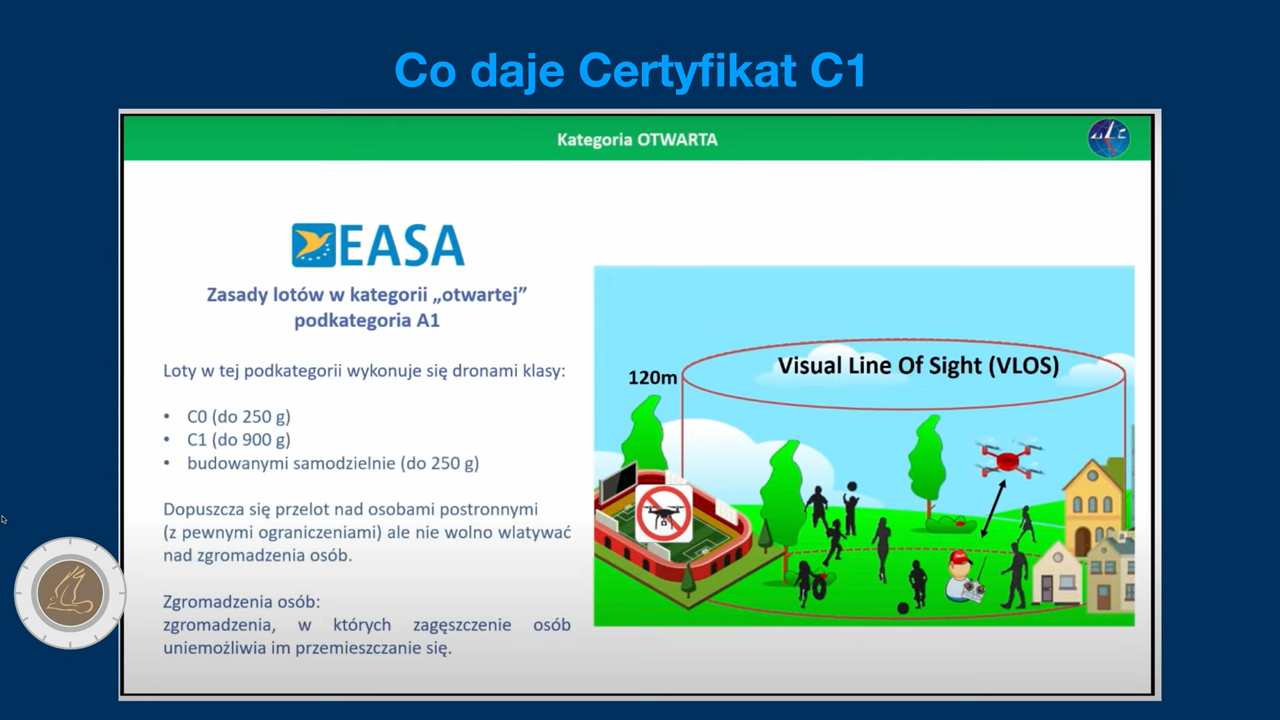 Co daje Certyfikat C1
Kategoria OTWARTA
EASA
Zasady lotów w kategorii „otwartej”
podkategoria A1
Loty w tej podkategorii wykonuje się dronami klasy:
• C0 (do 250 g)
• C1 (do 900 g)
• budowanymi samodzielnie (do 250 g)
Dopuszcza się przelot nad osobami postronnymi
(z pewnymi ograniczeniami) ale nie wolno wlatywać
nad zgromadzenia osób.
Zgromadzenia osób:
zgromadzenia, w których zagęszczenie osób
uniemożliwia im przemieszczanie się.
120m
Visual Line Of Sight (VLOS)